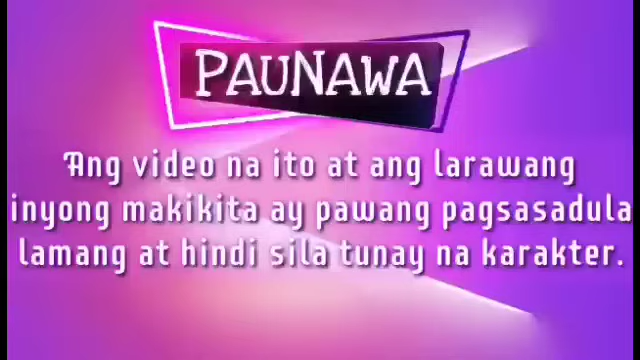 PAUNAWA
Ang video na ito at ang larawang
inyong makikita ay pawang pagsasadula
lamang at hindi sila tunay na karakter.